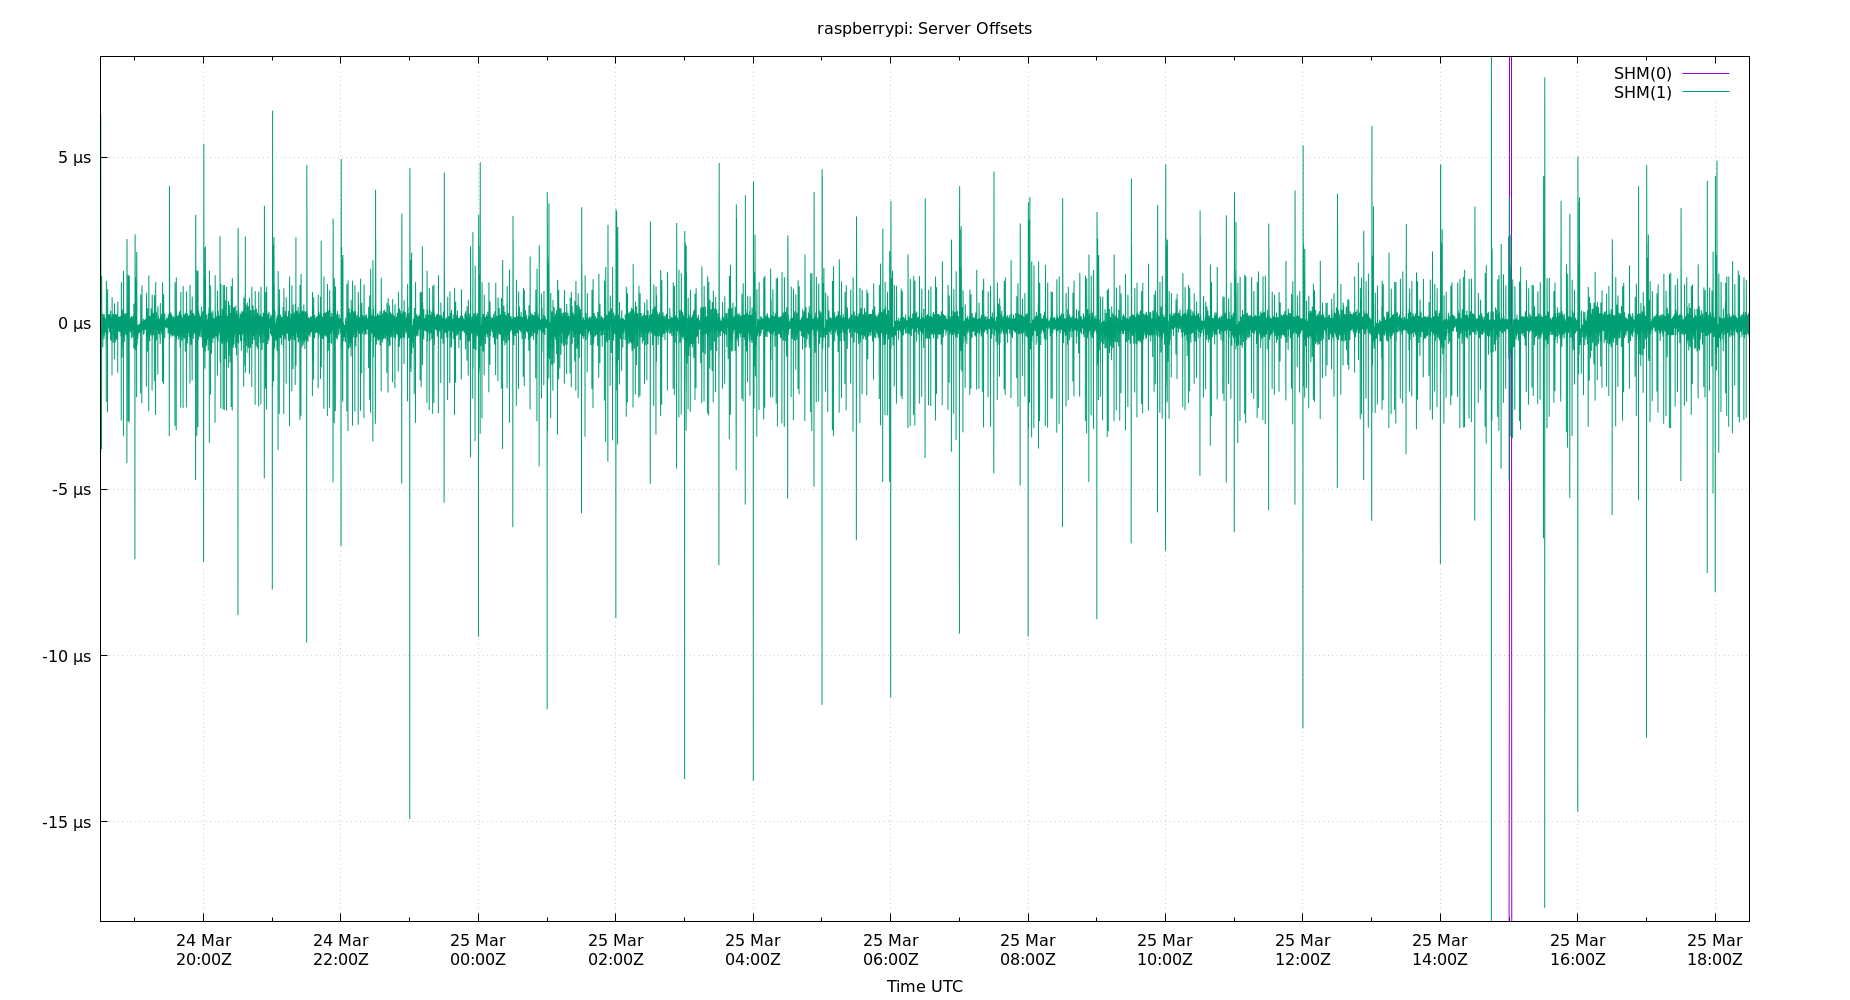 raspberrypi: Server Offsets
SHM(0)
SHM(1)
5 µs
0 µs
-5 µs
-10 µs
-15 µs
24 Mar 24 Mar 25 Mar 25 Mar 25 Mar 25 Mar 25 Mar 25 Mar 25 Mar 25 Mar 25 Mar 25 Mar
20:00Z 22:00Z 00:00Z 02:00Z 04:00Z 06:00Z 08:00Z 10:00Z 12:00Z 14:00Z 16:00Z 18:00Z
Time UTC